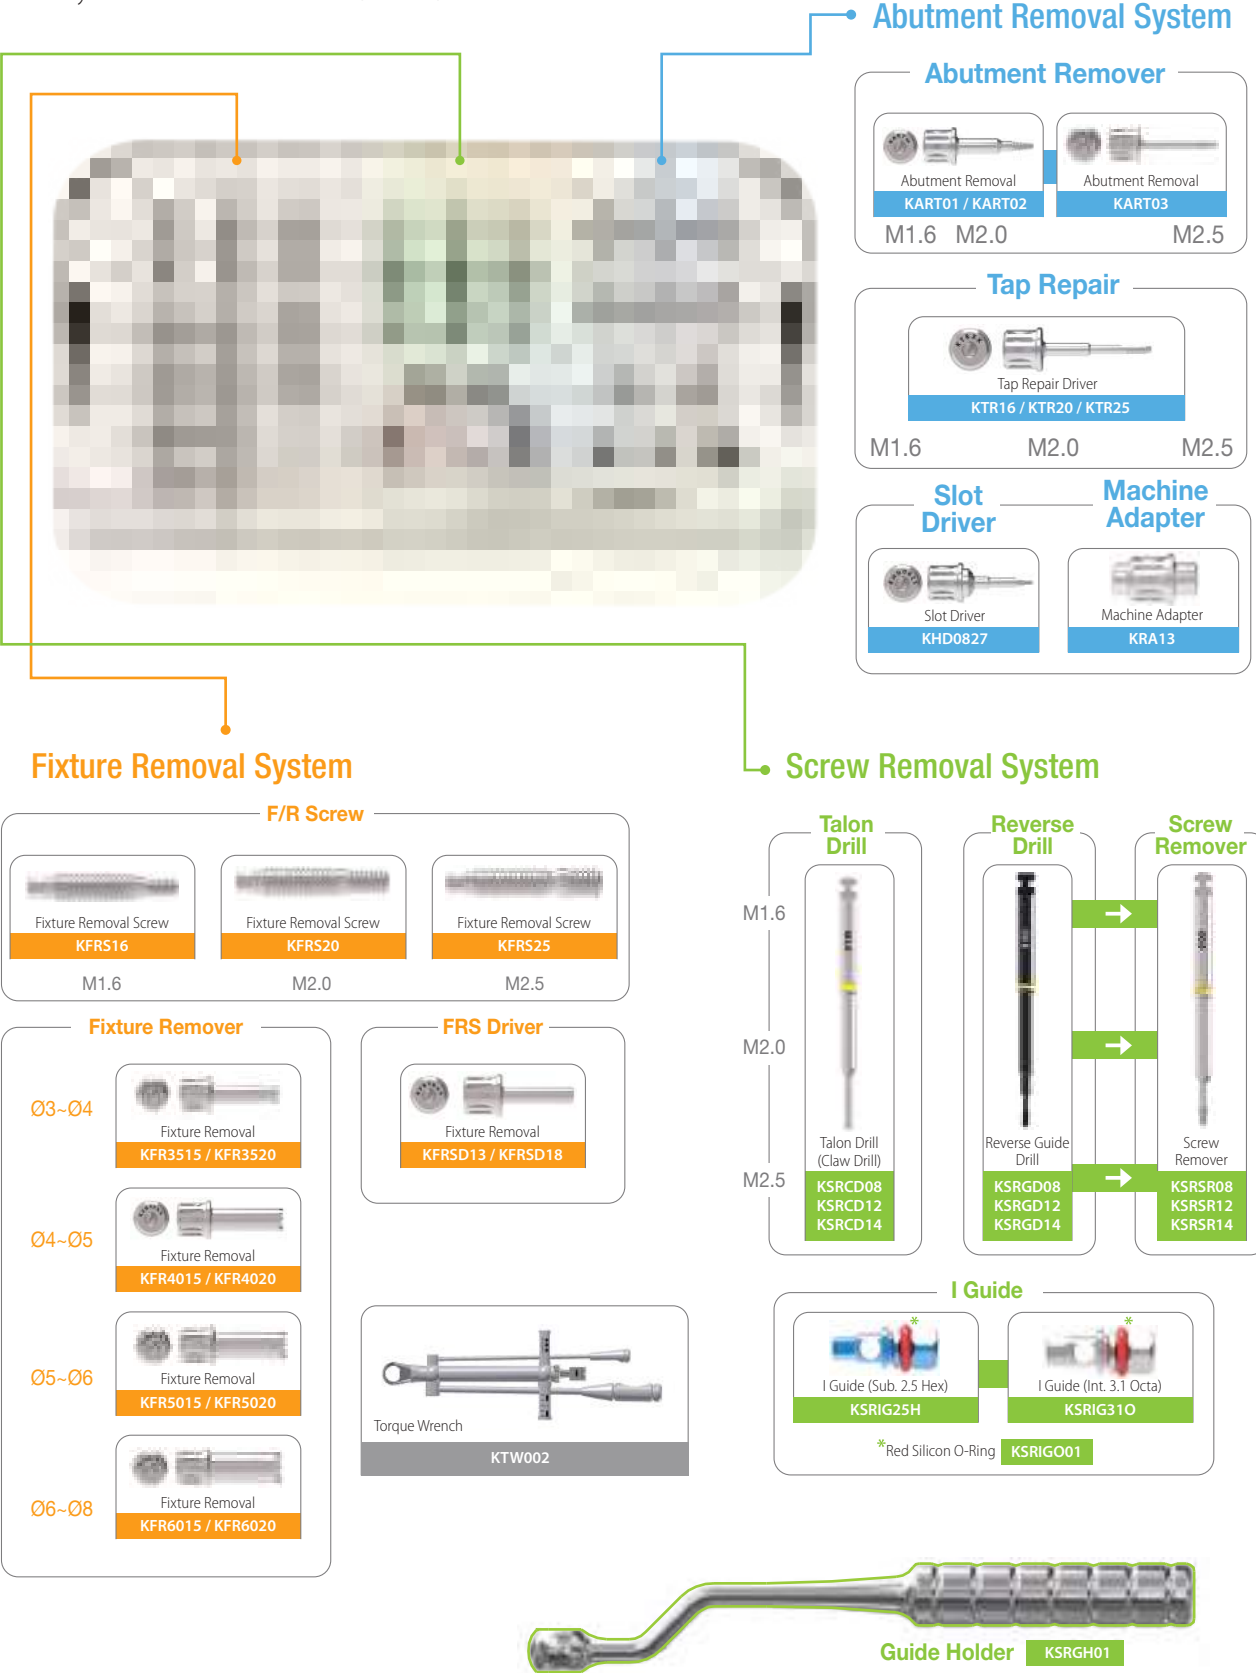 Abutment Removal System
Abutment Remover
Abutment Removal
KART01 / KART02
Abutment Removal
KART03
M1.6 M2.0
M2.5
Tap Repair
Tap Repair Driver
KTR16 / KTR20 / KTR25
M1.6
M2.0
M2.5
Slot
Driver
Machine
Adapter
Slot Driver
KHD0827
Machine Adapter
KRA13
Fixture Removal System
F/R Screw
Fixture Removal Screw
KFRS16
Fixture Removal Screw
KFRS20
Fixture Removal Screw
KFRS25
M1.6
M2.0
M2.5
Fixture Remover
Ø3~Ø4
Fixture Removal
KFR3515 / KFR3520
Ø4~Ø5
Fixture Removal
KFR4015 / KFR4020
Ø5~Ø6
Fixture Removal
KFR5015 / KFR5020
Ø6~Ø8
Fixture Removal
KFR6015 / KFR6020
FRS Driver
Fixture Removal
KFRSD13 / KFRSD18
Torque Wrench
KTW002
Screw Removal System
Talon
Drill
Reverse
Drill
Screw
Remover
M1.6
M2.0
M2.5
Talon Drill
(Claw Drill)
KSRCD08
KSRCD12
KSRCD14
Reverse Guide
Drill
KSRGD08
KSRGD12
KSRGD14
Screw
Remover
KSRSR08
KSRSR12
KSRSR14
I Guide
*
I Guide (Sub. 2.5 Hex)
KSRIG25H
*
I Guide (Int. 3.1 Octa)
KSRIG31O
*Red Silicon O-Ring KSRIGO01
Guide Holder KSRGH01